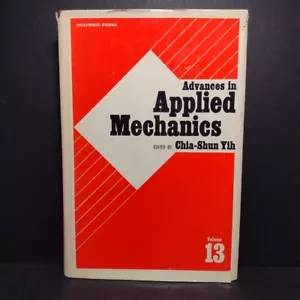 ACADEMIC PRESS
Advances in
Applied
Mechanics
EDITED BY Chia-Shun Yih
Volume
13